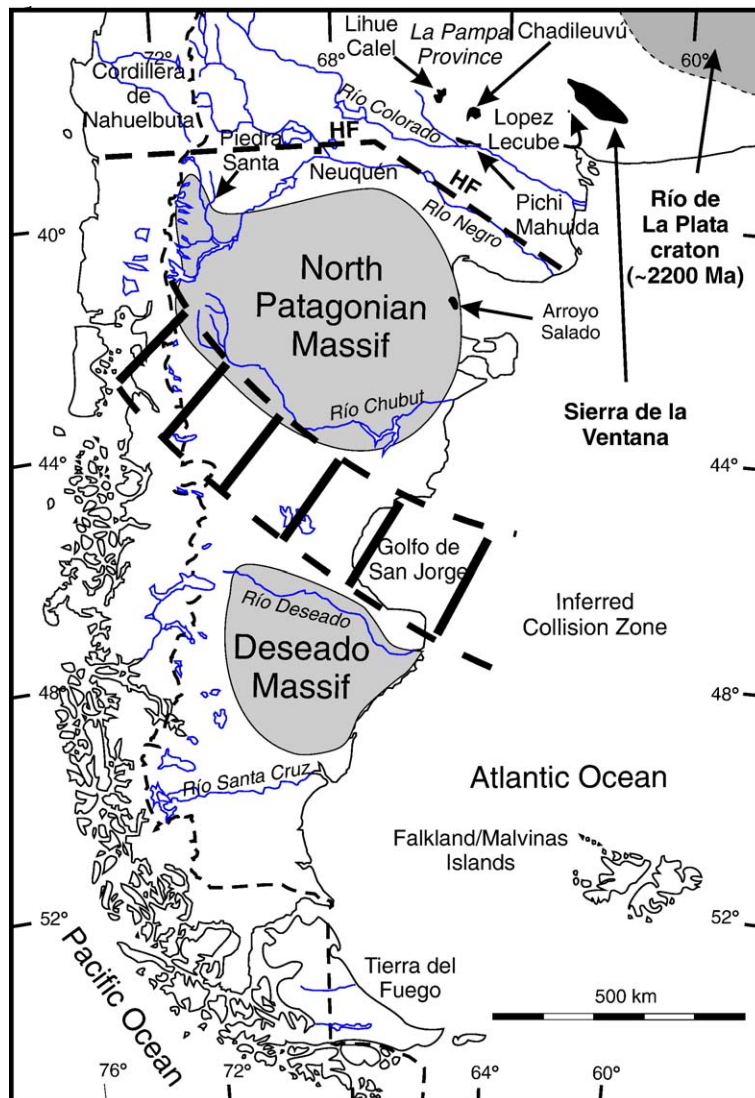 72°
68°
60°
Lihue
Calel
La Pampa
Province
Chadileuvú
Cordillera
de
Nahuelbuta
Río Colorado
Lopez
Lecube
HF
Piedra
Santa
Neuquén
HF
Pichi
Mahuida
Río Negro
Río de
La Plata
craton
(~2200 Ma)
40°
40°
North
Patagonian
Massif
Arroyo
Salado
Río Chubut
Sierra de la
Ventana
44°
44°
Golfo de
San Jorge
Río Deseado
Inferred
Collision Zone
Deseado
Massif
48°
48°
Río Santa Cruz
Atlantic Ocean
Falkland/Malvinas
Islands
52°
52°
Pacific Ocean
Tierra del
Fuego
500 km
76°
72°
68°
64°
60°